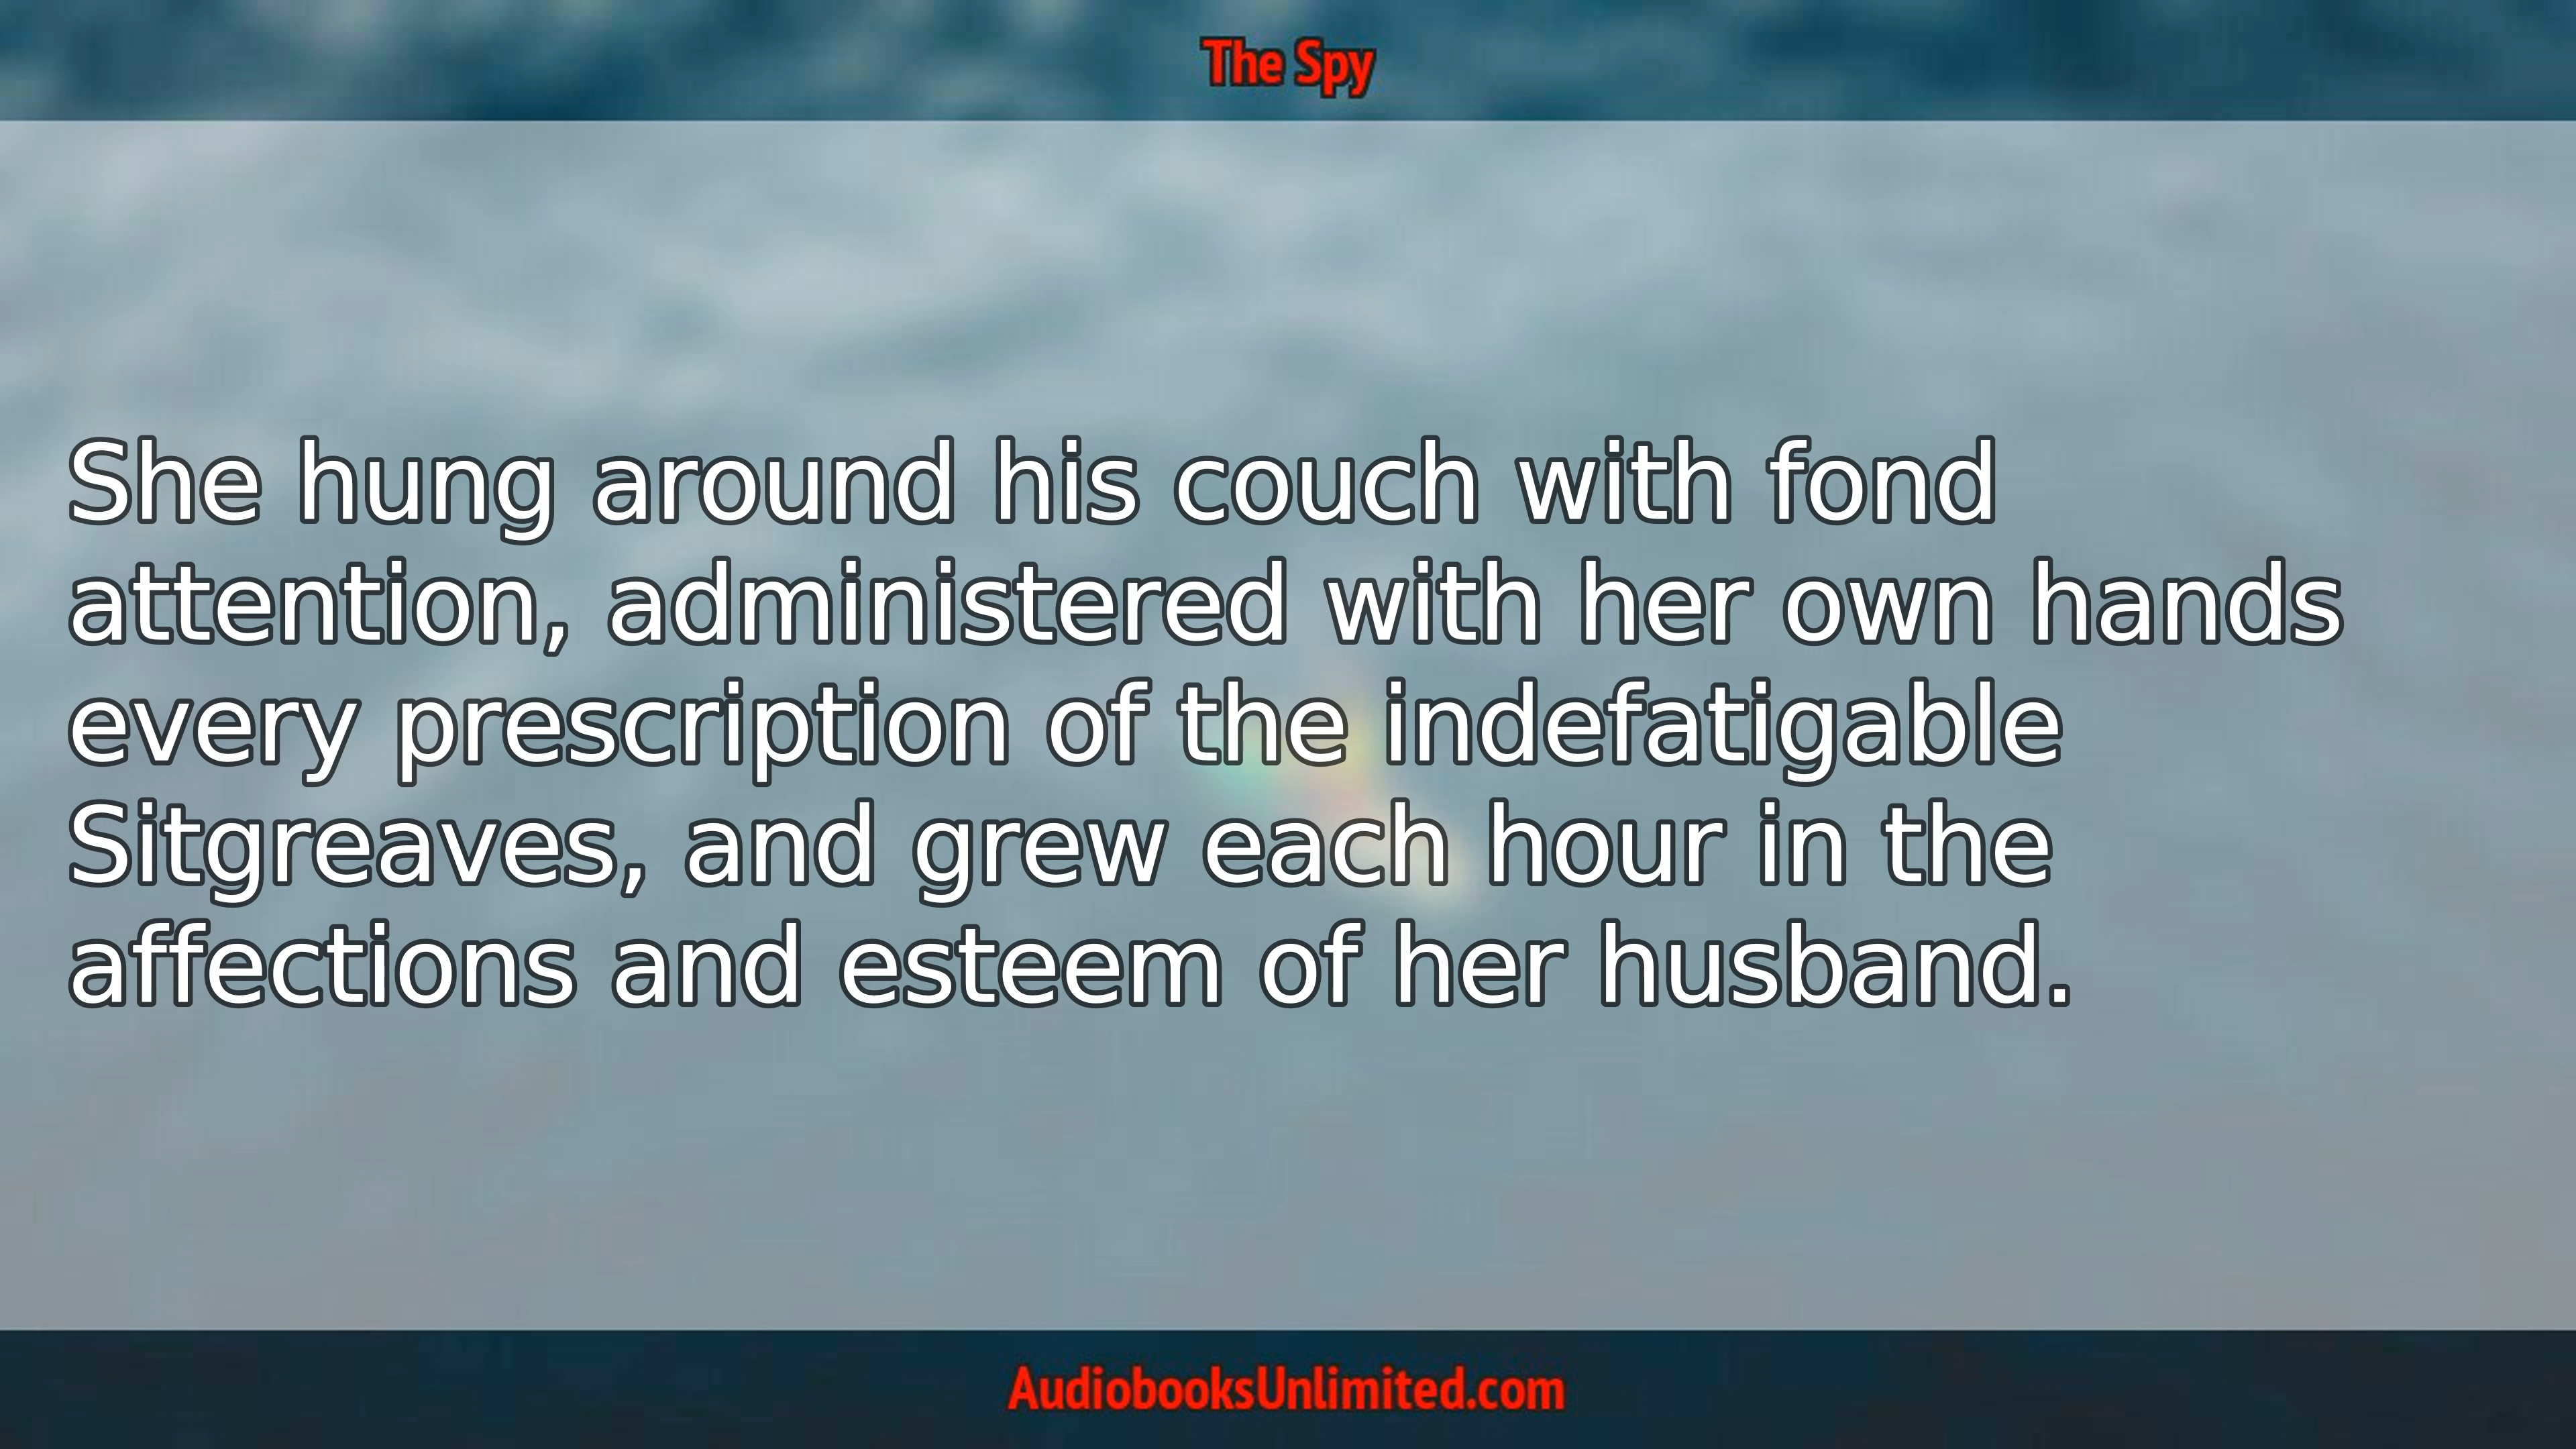 The Spy
She hung around his couch with fond
attention, administered with her own hands
every prescription of the indefatigable
Sitgreaves, and grew each hour in the
affections and esteem of her husband.
AudiobooksUnlimited.com